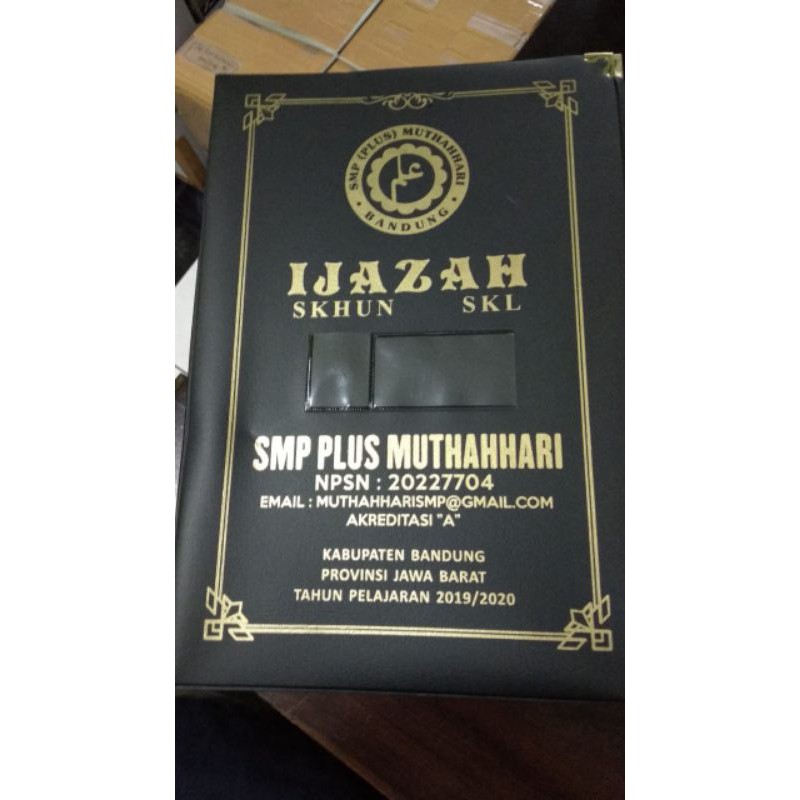 SMP (PLUS) MUTHAHHARI
• BANDUNG •
IJAZAH
SKHUN SKL
SMP PLUS MUTHAHHARI
NPSN : 20227704
EMAIL : MUTHAHHARISMP@GMAIL.COM
AKREDITASI "A"
KABUPATEN BANDUNG
PROVINSI JAWA BARAT
TAHUN PELAJARAN 2019/2020